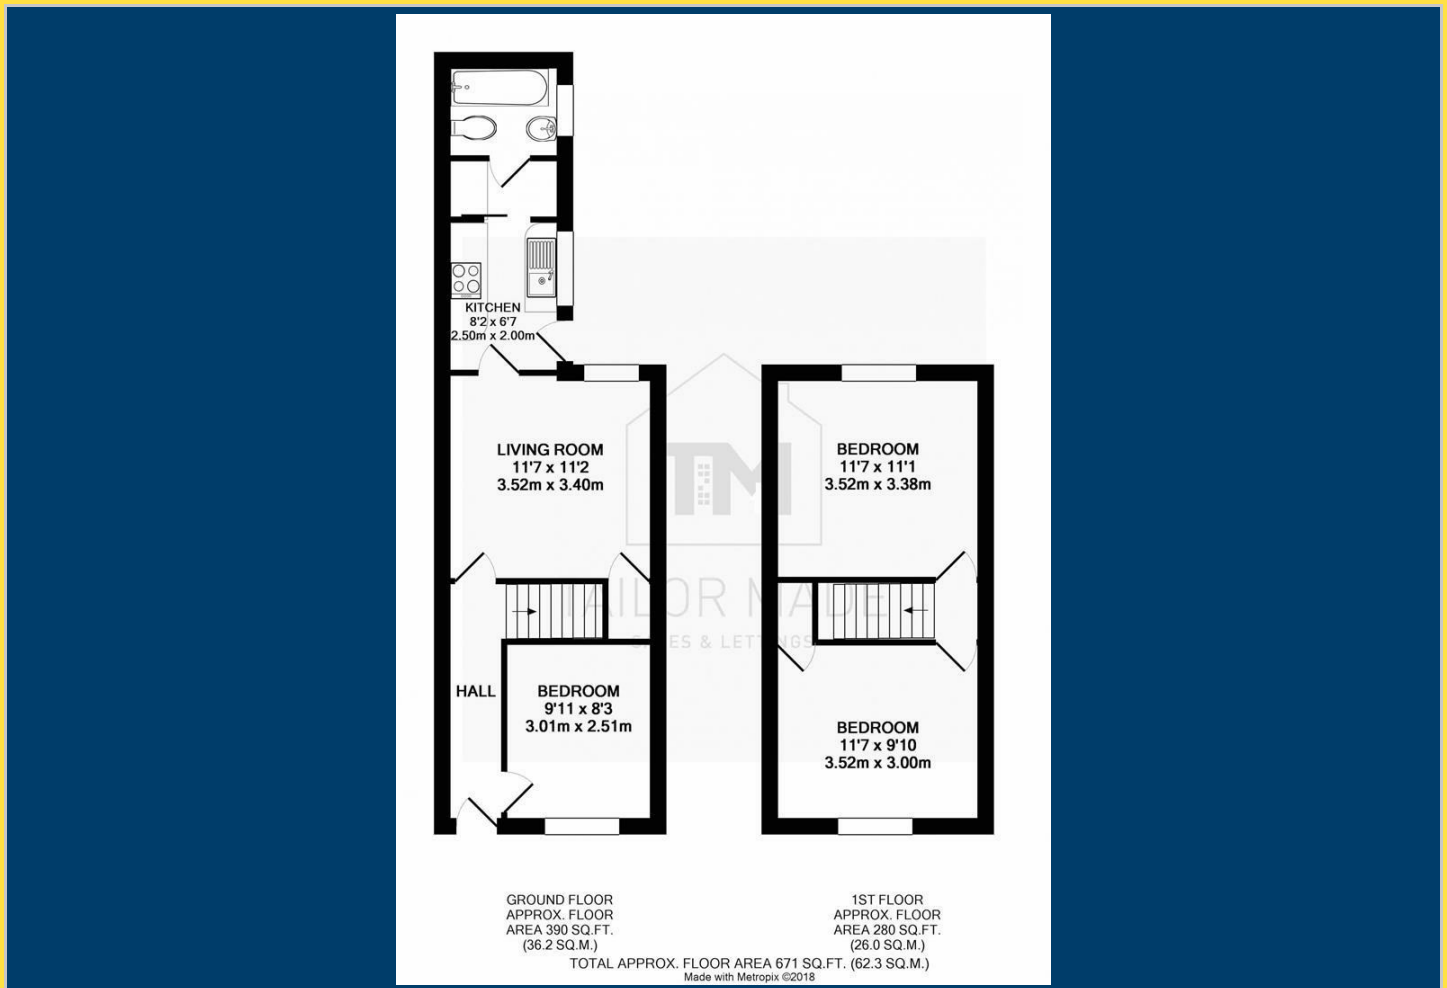 KITCHEN
8'2 x 6'7
2.50m x 2.00m
LIVING ROOM
11'7 x 11'2
3.52m x 3.40m
HALL
BEDROOM
9'11 x 8'3
3.01m x 2.51m
BEDROOM
11'7 x 11'1
3.52m x 3.38m
BEDROOM
11'7 x 9'10
3.52m x 3.00m
TM
TAILOR MADE
SALES & LETTINGS
GROUND FLOOR
APPROX. FLOOR
AREA 390 SQ.FT.
(36.2 SQ.M.)
1ST FLOOR
APPROX. FLOOR
AREA 280 SQ.FT.
(26.0 SQ.M.)
TOTAL APPROX. FLOOR AREA 671 SQ.FT. (62.3 SQ.M.)
Made with Metropix ©2018